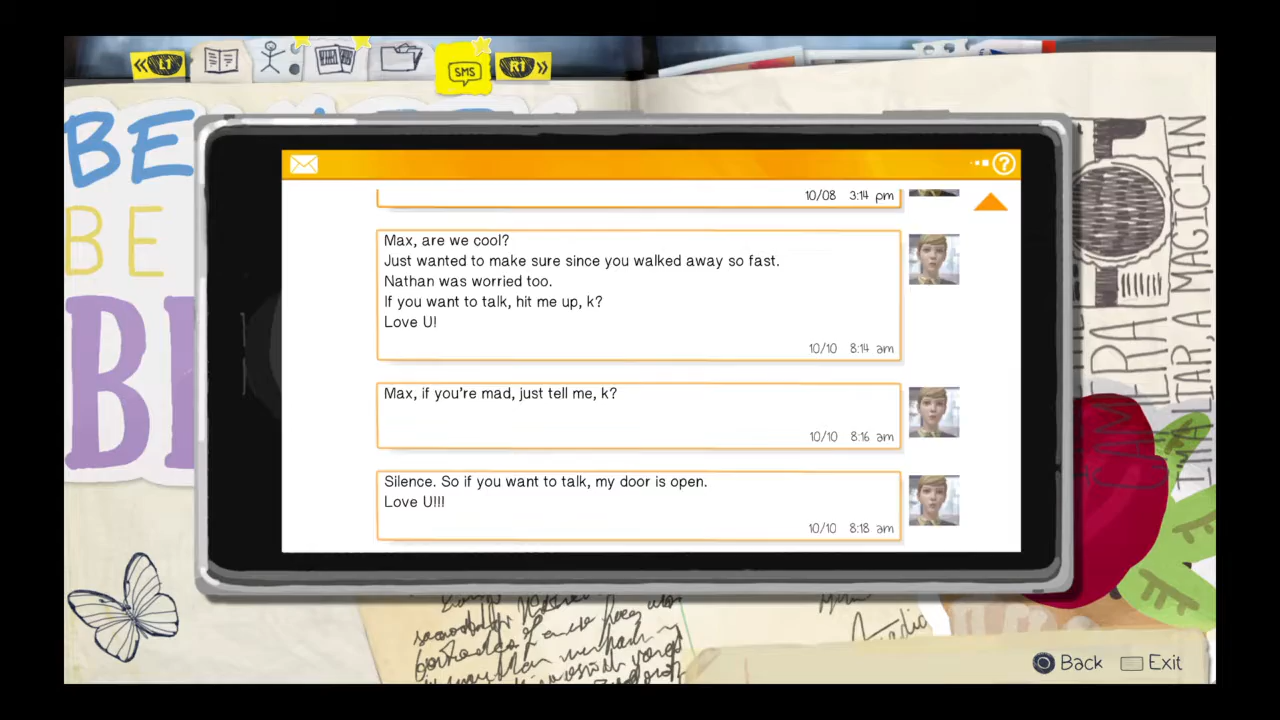 L1
SMS
R1
BE
BE
10/08 3:14 pm
Max, are we cool?
Just wanted to make sure since you walked away so fast.
Nathan was worried too.
If you want to talk, hit me up, k?
Love U!
10/10 8:14 am
Max, if you're mad, just tell me, k?
10/10 8:16 am
Silence. So if you want to talk, my door is open.
Love U!!!
10/10 8:18 am
CAMERA
I'M A LIAR, A MAGICIAN
Back
Exit